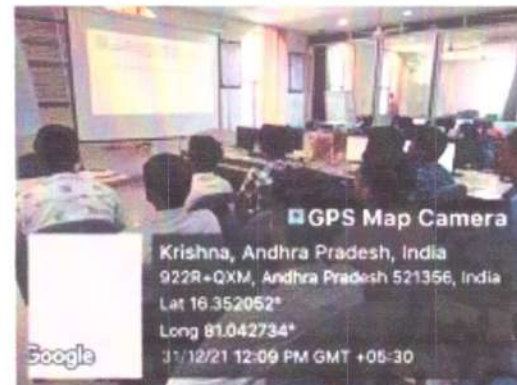 GPS Map Camera
Krishna, Andhra Pradesh, India
922R+QXM, Andhra Pradesh 521356, India
Lat 16.352052°
Long 81.042734°
31/12/21 12:09 PM GMT +05:30
Google